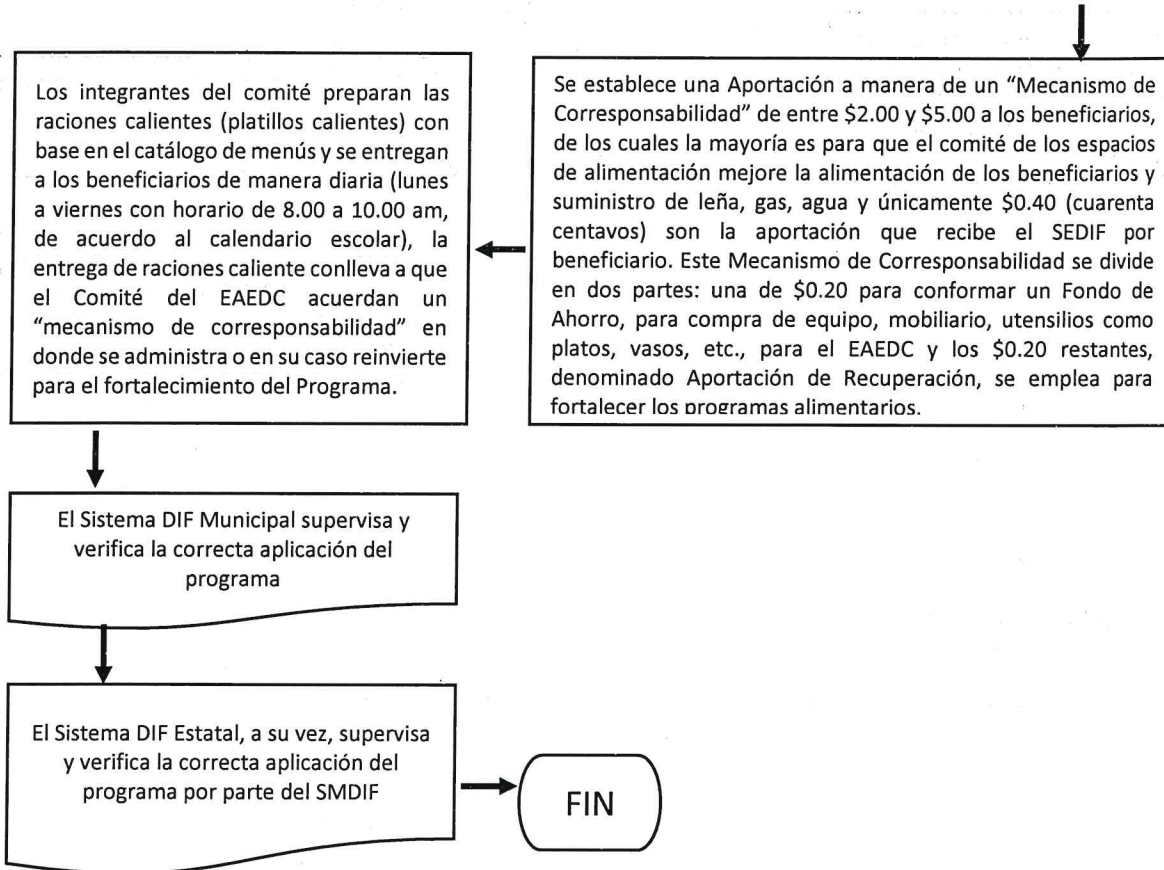 Se establece una Aportación a manera de un “Mecanismo de
Corresponsabilidad” de entre $2.00 y $5.00 a los beneficiarios,
de los cuales la mayoría es para que el comité de los espacios
de alimentación mejore la alimentación de los beneficiarios y
suministro de leña, gas, agua y únicamente $0.40 (cuarenta
centavos) son la aportación que recibe el SEDIF por
beneficiario. Este Mecanismo de Corresponsabilidad se divide
en dos partes: una de $0.20 para conformar un Fondo de
Ahorro, para compra de equipo, mobiliario, utensilios como
platos, vasos, etc., para el EAEDC y los $0.20 restantes,
denominado Aportación de Recuperación, se emplea para
fortalecer los programas alimentarios.
Los integrantes del comité preparan las
raciones calientes (platillos calientes) con
base en el catálogo de menús y se entregan
a los beneficiarios de manera diaria (lunes
a viernes con horario de 8.00 a 10.00 am,
de acuerdo al calendario escolar), la
entrega de raciones caliente conlleva a que
el Comité del EAEDC acuerdan un
“mecanismo de corresponsabilidad” en
donde se administra o en su caso reinvierte
para el fortalecimiento del Programa.
El Sistema DIF Municipal supervisa y
verifica la correcta aplicación del
programa
El Sistema DIF Estatal, a su vez, supervisa
y verifica la correcta aplicación del
programa por parte del SMDIF
FIN